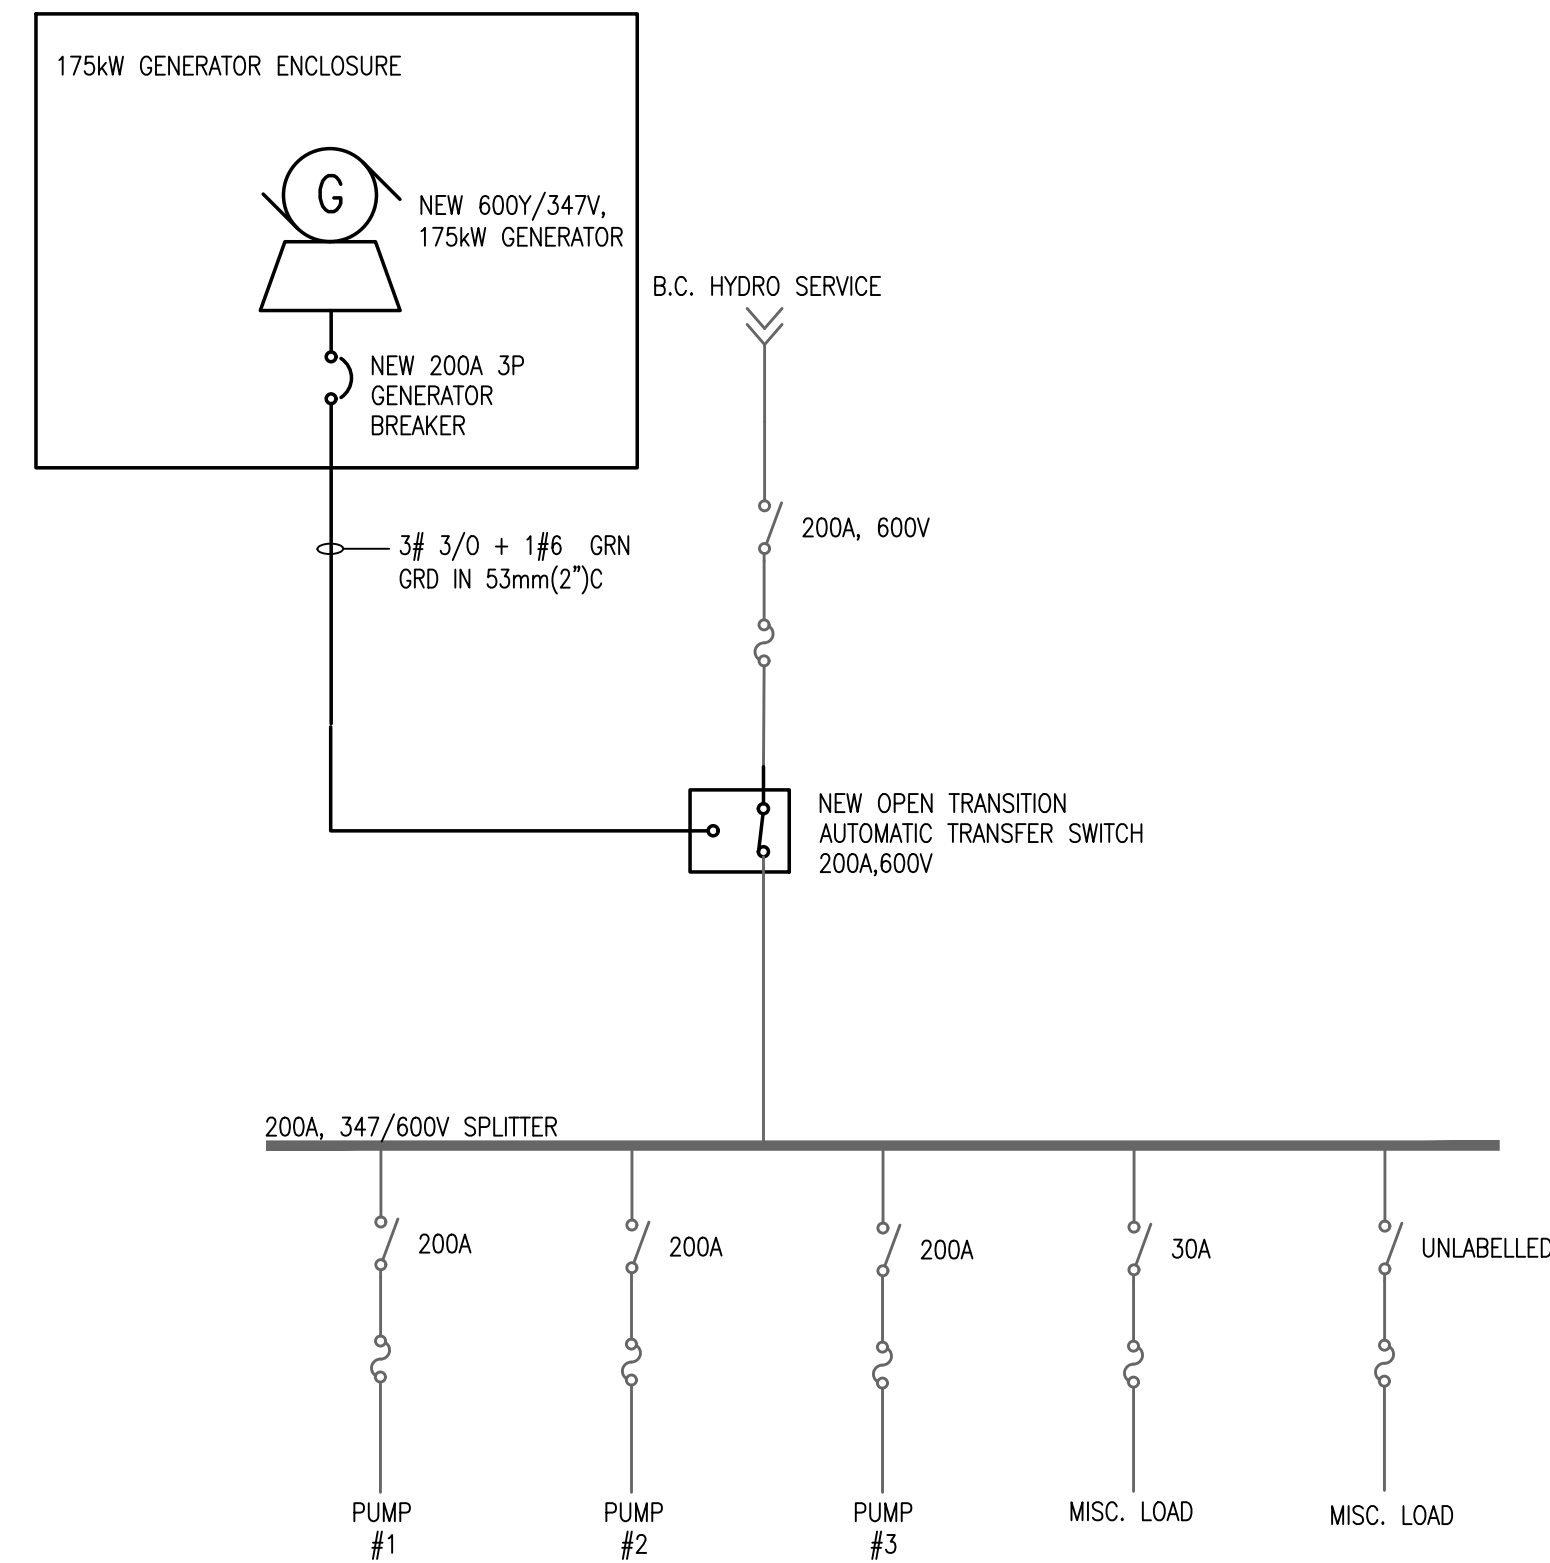 175kW GENERATOR ENCLOSURE
G
NEW 600Y/347V,
175kW GENERATOR
B.C. HYDRO SERVICE
NEW 200A 3P
GENERATOR
BREAKER
200A, 600V
3# 3/0 + 1#6 GRN
GRD IN 53mm(2")C
NEW OPEN TRANSITION
AUTOMATIC TRANSFER SWITCH
200A,600V
200A, 347/600V SPLITTER
200A
200A
200A
30A
UNLABELLED
PUMP
#1
PUMP
#2
PUMP
#3
MISC. LOAD
MISC. LOAD